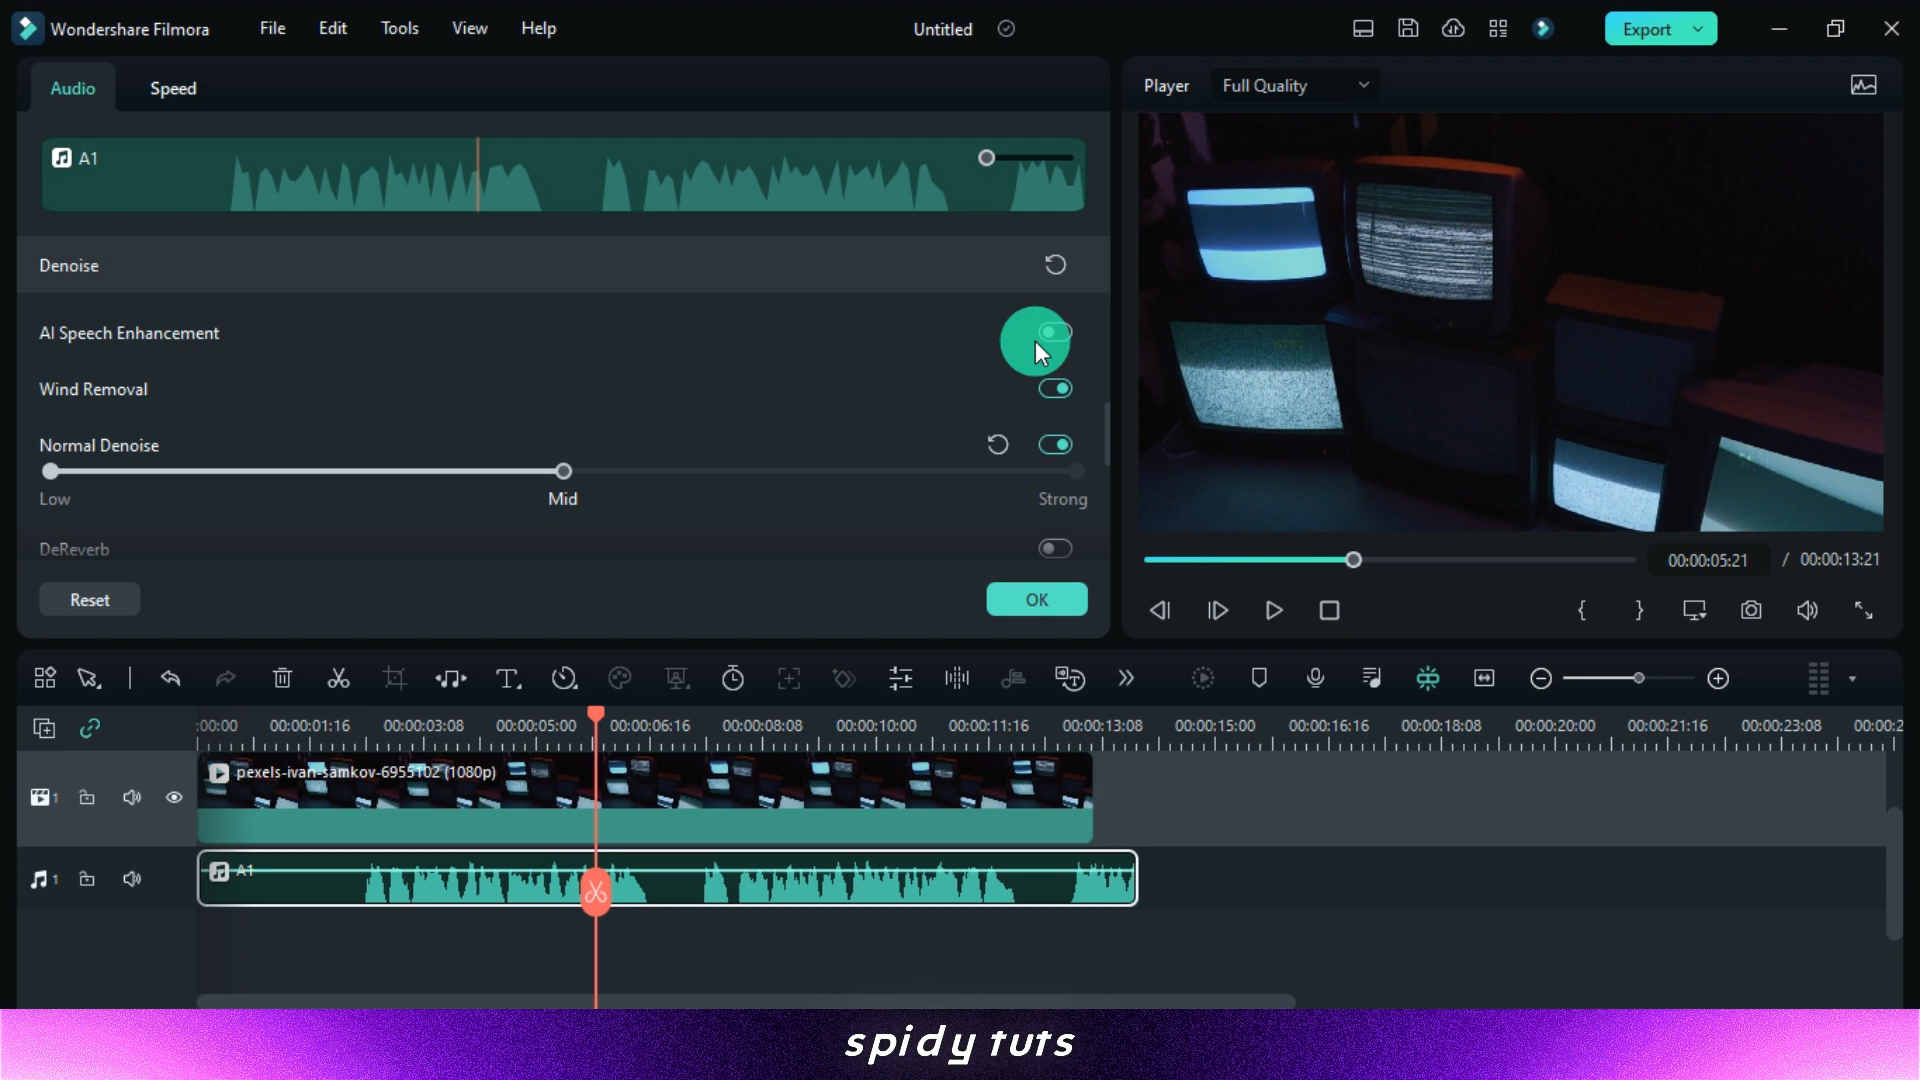 Wondershare Filmora File Edit Tools View Help Untitled Export
Audio Speed
Player Full Quality
A1
Denoise
AI Speech Enhancement
Wind Removal
Normal Denoise
Low Mid Strong
DeReverb
Reset OK
00:00:05:21 / 00:00:13:21
:00:00 00:00:01:16 00:00:03:08 00:00:05:00 00:00:06:16 00:00:08:08 00:00:10:00 00:00:11:16 00:00:13:08 00:00:15:00 00:00:16:16 00:00:18:08 00:00:20:00 00:00:21:16 00:00:23:08 00:00:2
pexels-ivan-samkov-6955102 (1080p)
1
A1
1
spidy tuts